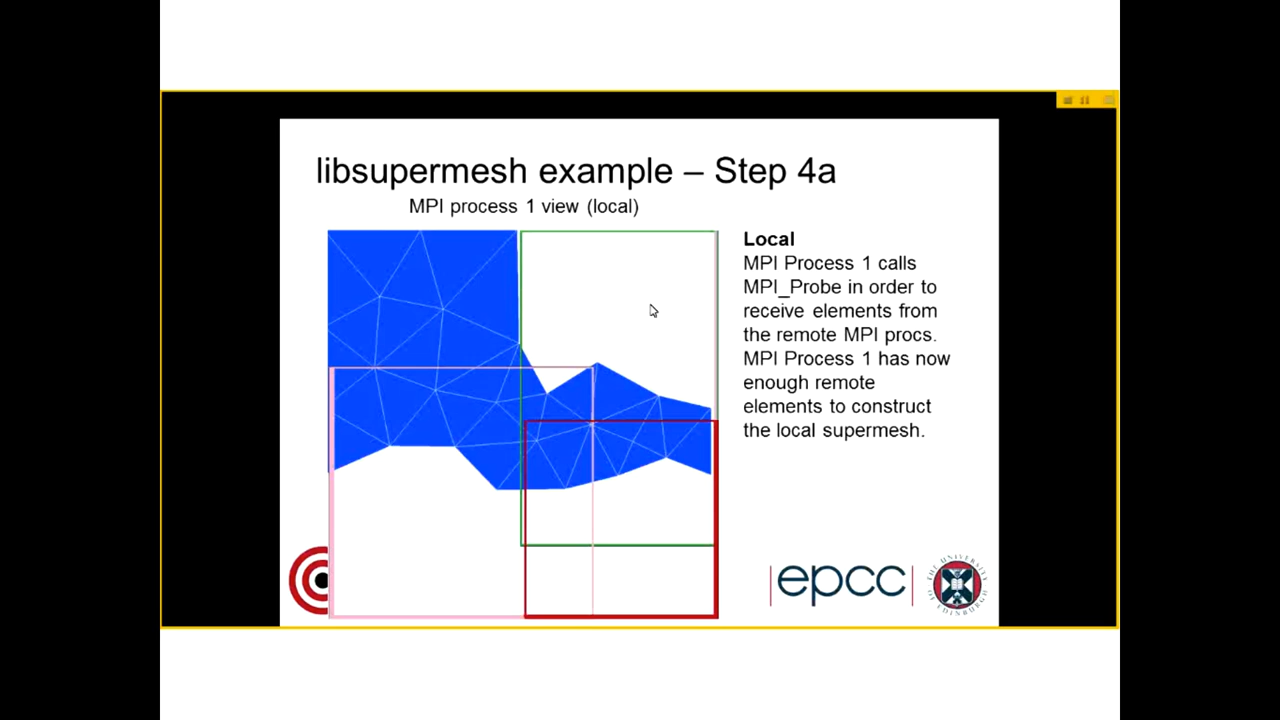 libsupermesh example – Step 4a
MPI process 1 view (local)
Local
MPI Process 1 calls
MPI_Probe in order to
receive elements from
the remote MPI procs.
MPI Process 1 has now
enough remote
elements to construct
the local supermesh.
epcc
THE UNIVERSITY
OF EDINBURGH